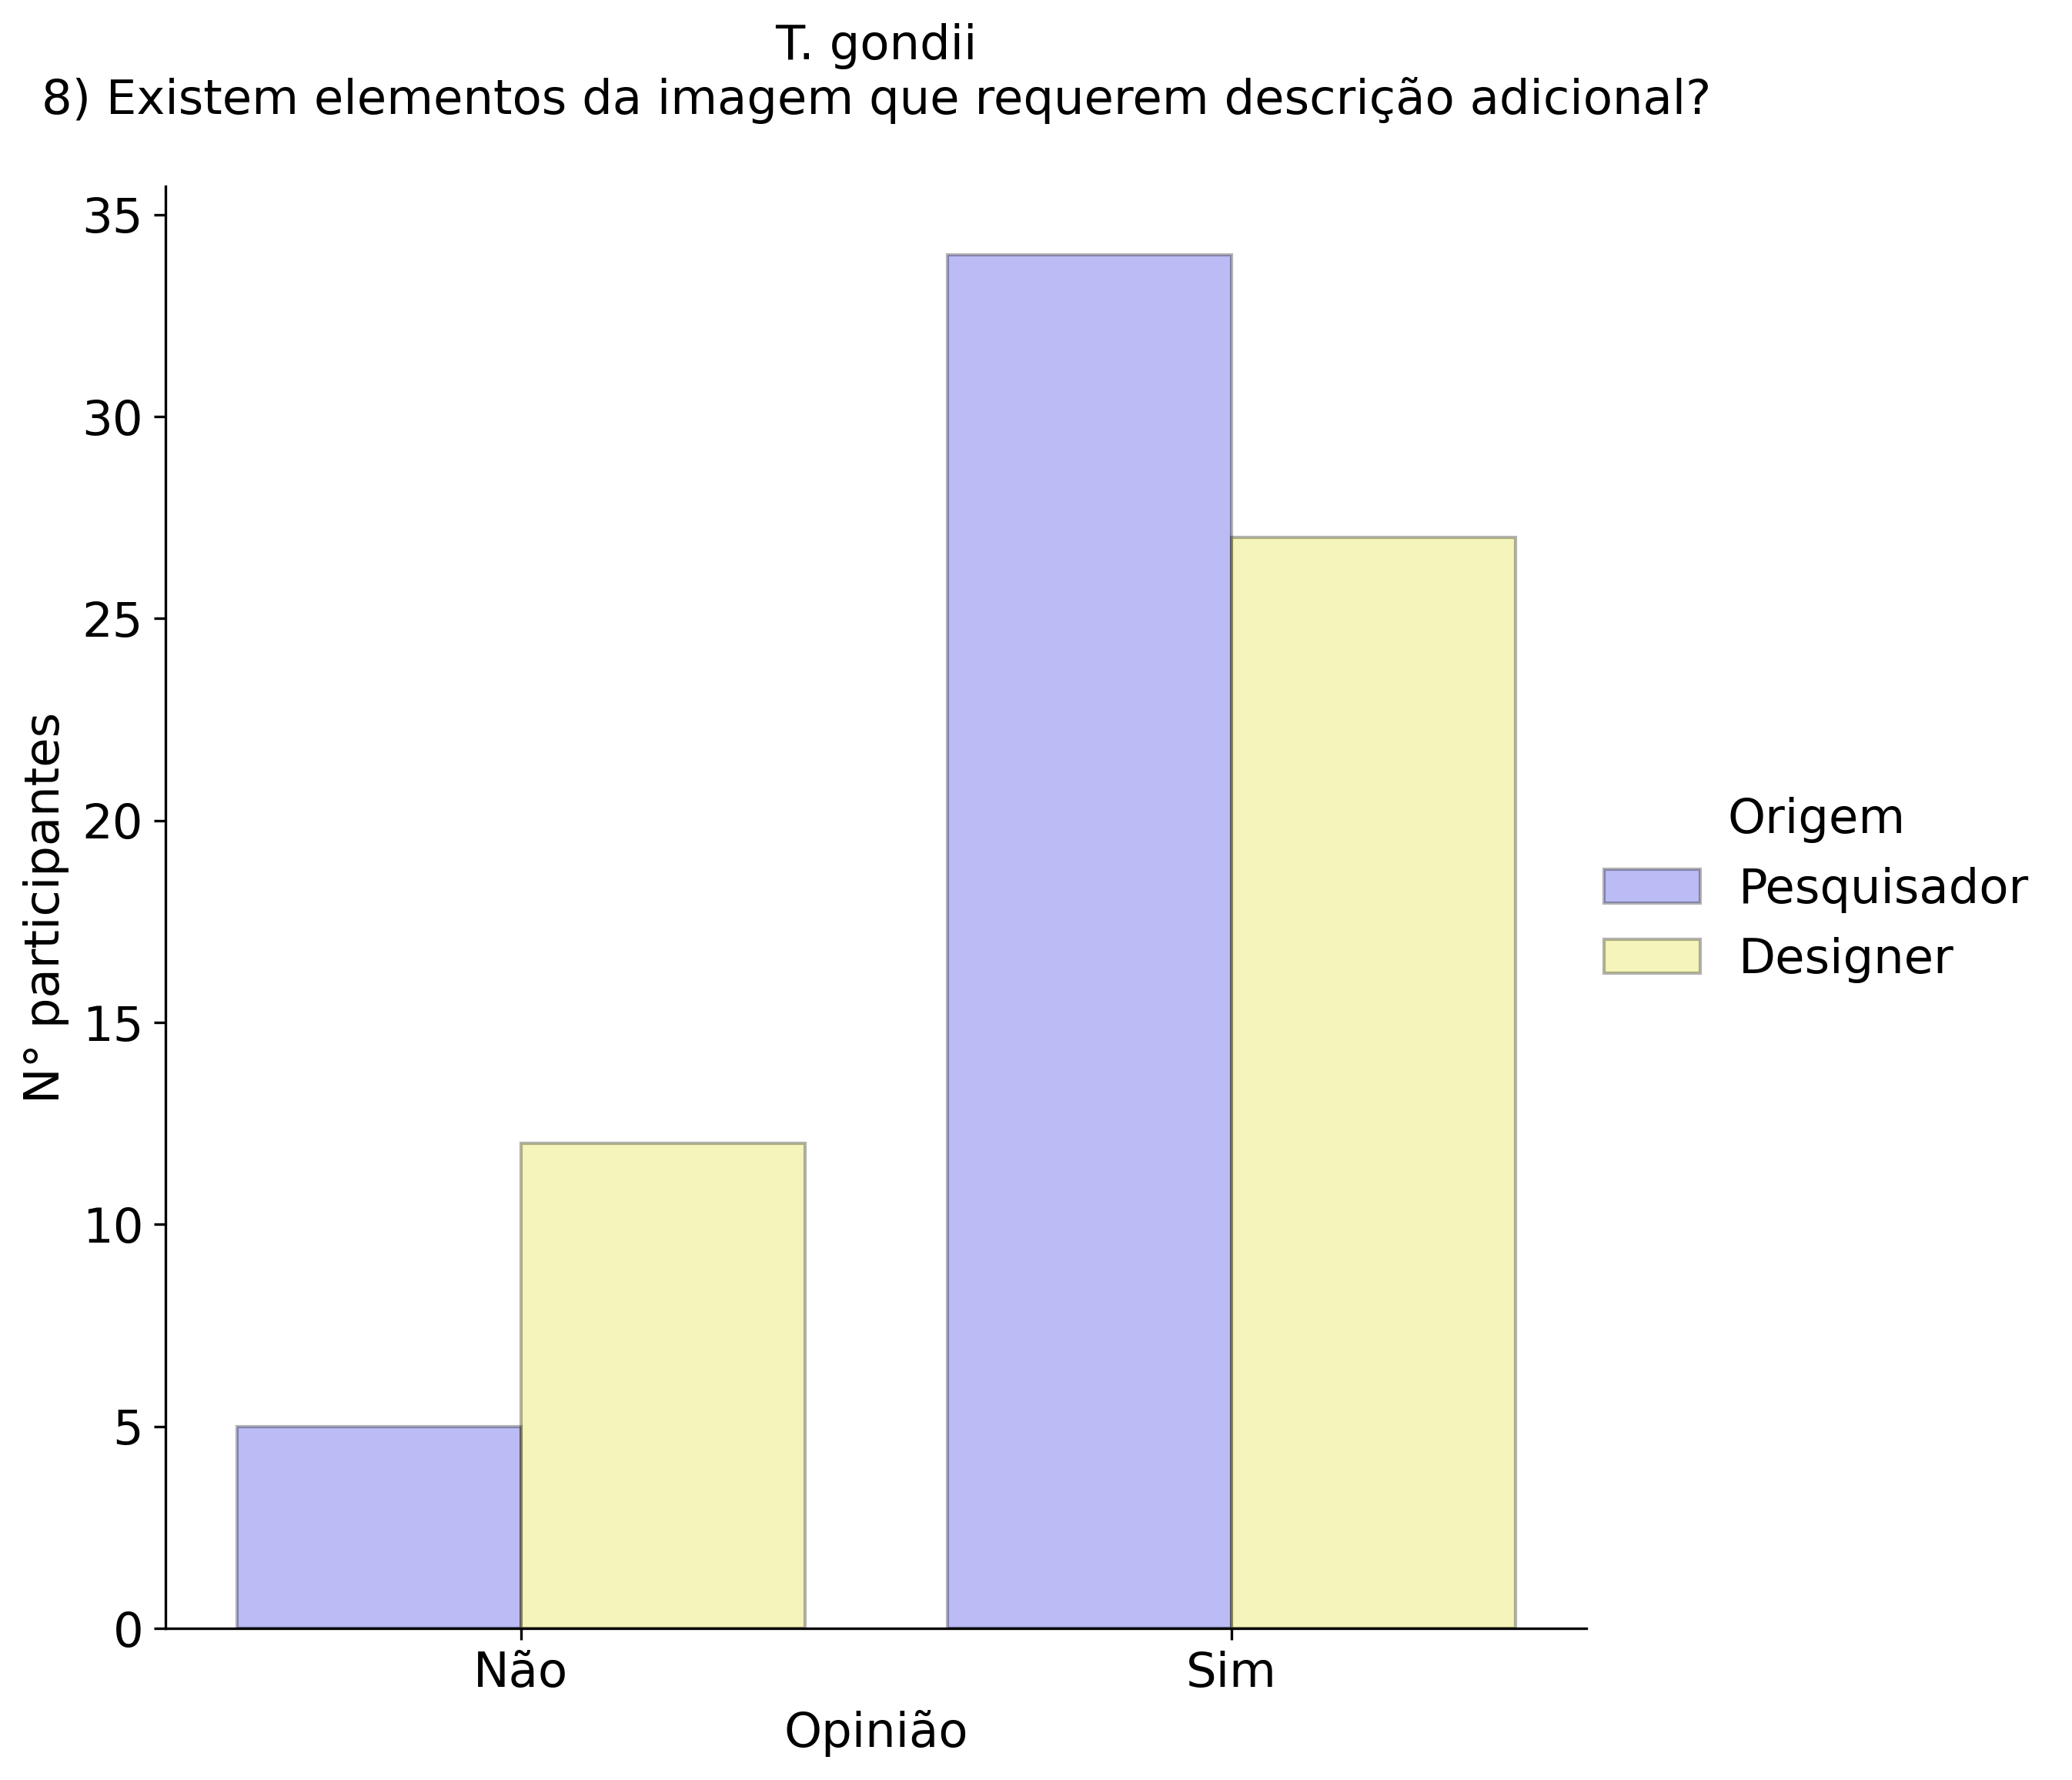 T. gondii
8) Existem elementos da imagem que requerem descrição adicional?
35
30
25
20
15
10
5
0
N° participantes
Não
Sim
Opinião
Origem
Pesquisador
Designer